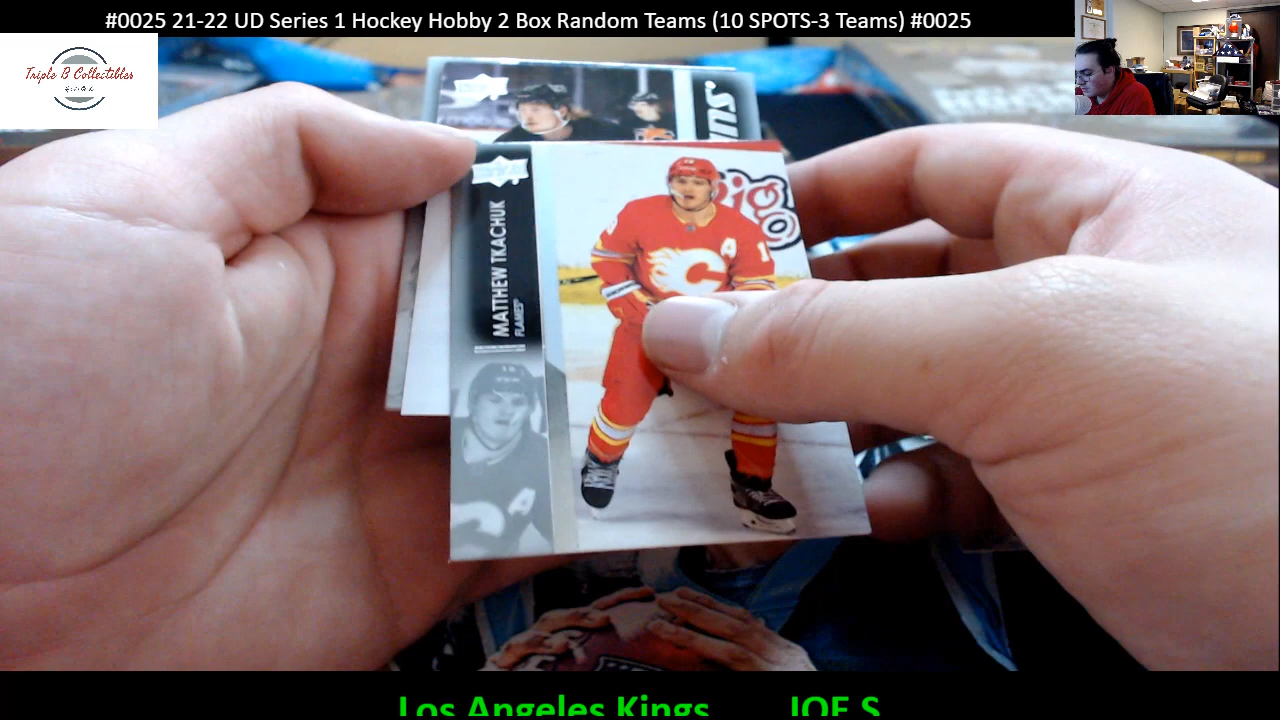 #0025 21-22 UD Series 1 Hockey Hobby 2 Box Random Teams (10 SPOTS-3 Teams) #0025
Triple B Collectibles
MATTHEW TKACHUK
FLAMES
A
C
A
Los Angeles Kings JOE S